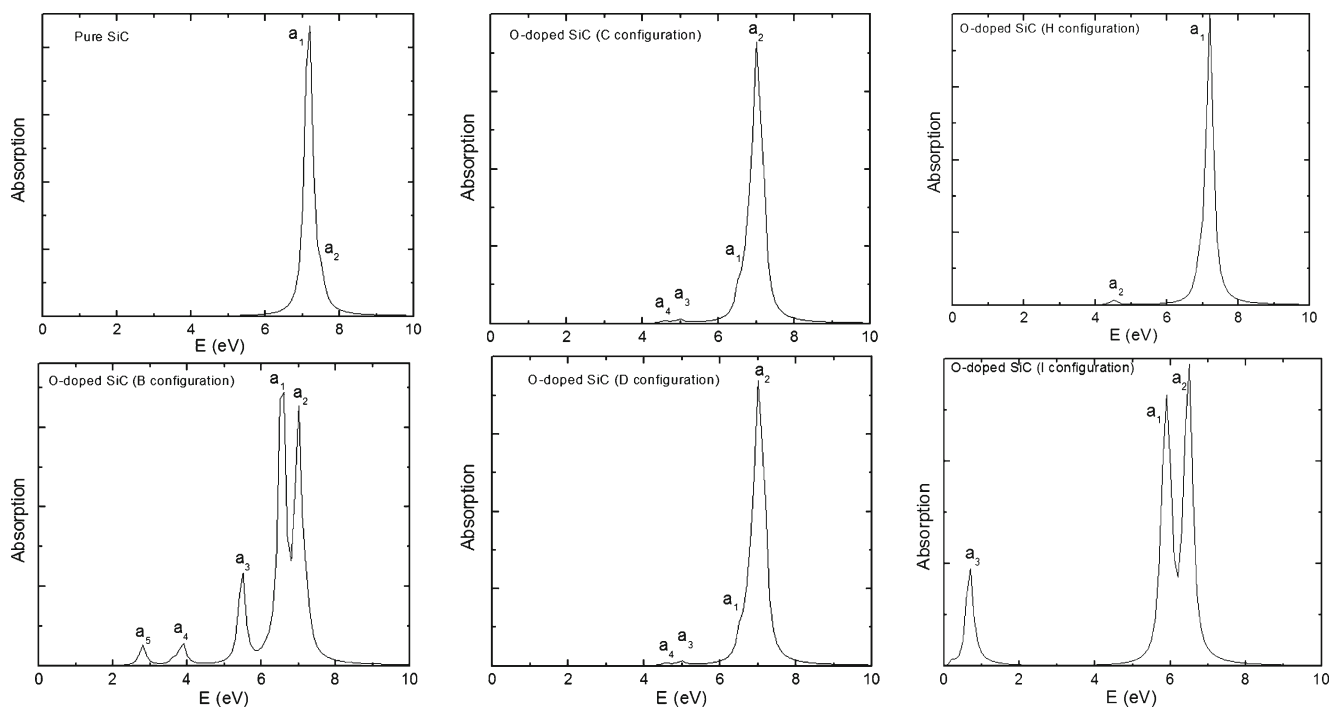 Pure SiC
a1
a2
Absorption
0 2 4 6 8 10
E (eV)
O-doped SiC (C configuration)
a2
a1
a3
a4
Absorption
0 2 4 6 8 10
E (eV)
O-doped SiC (H configuration)
a1
a2
Absorption
0 2 4 6 8 10
E (eV)
O-doped SiC (B configuration)
a1
a2
a3
a4
a5
Absorption
0 2 4 6 8 10
E (eV)
O-doped SiC (D configuration)
a2
a1
a3
a4
Absorption
0 2 4 6 8 10
E (eV)
O-doped SiC (I configuration)
a2
a1
a3
Absorption
0 2 4 6 8 10
E (eV)